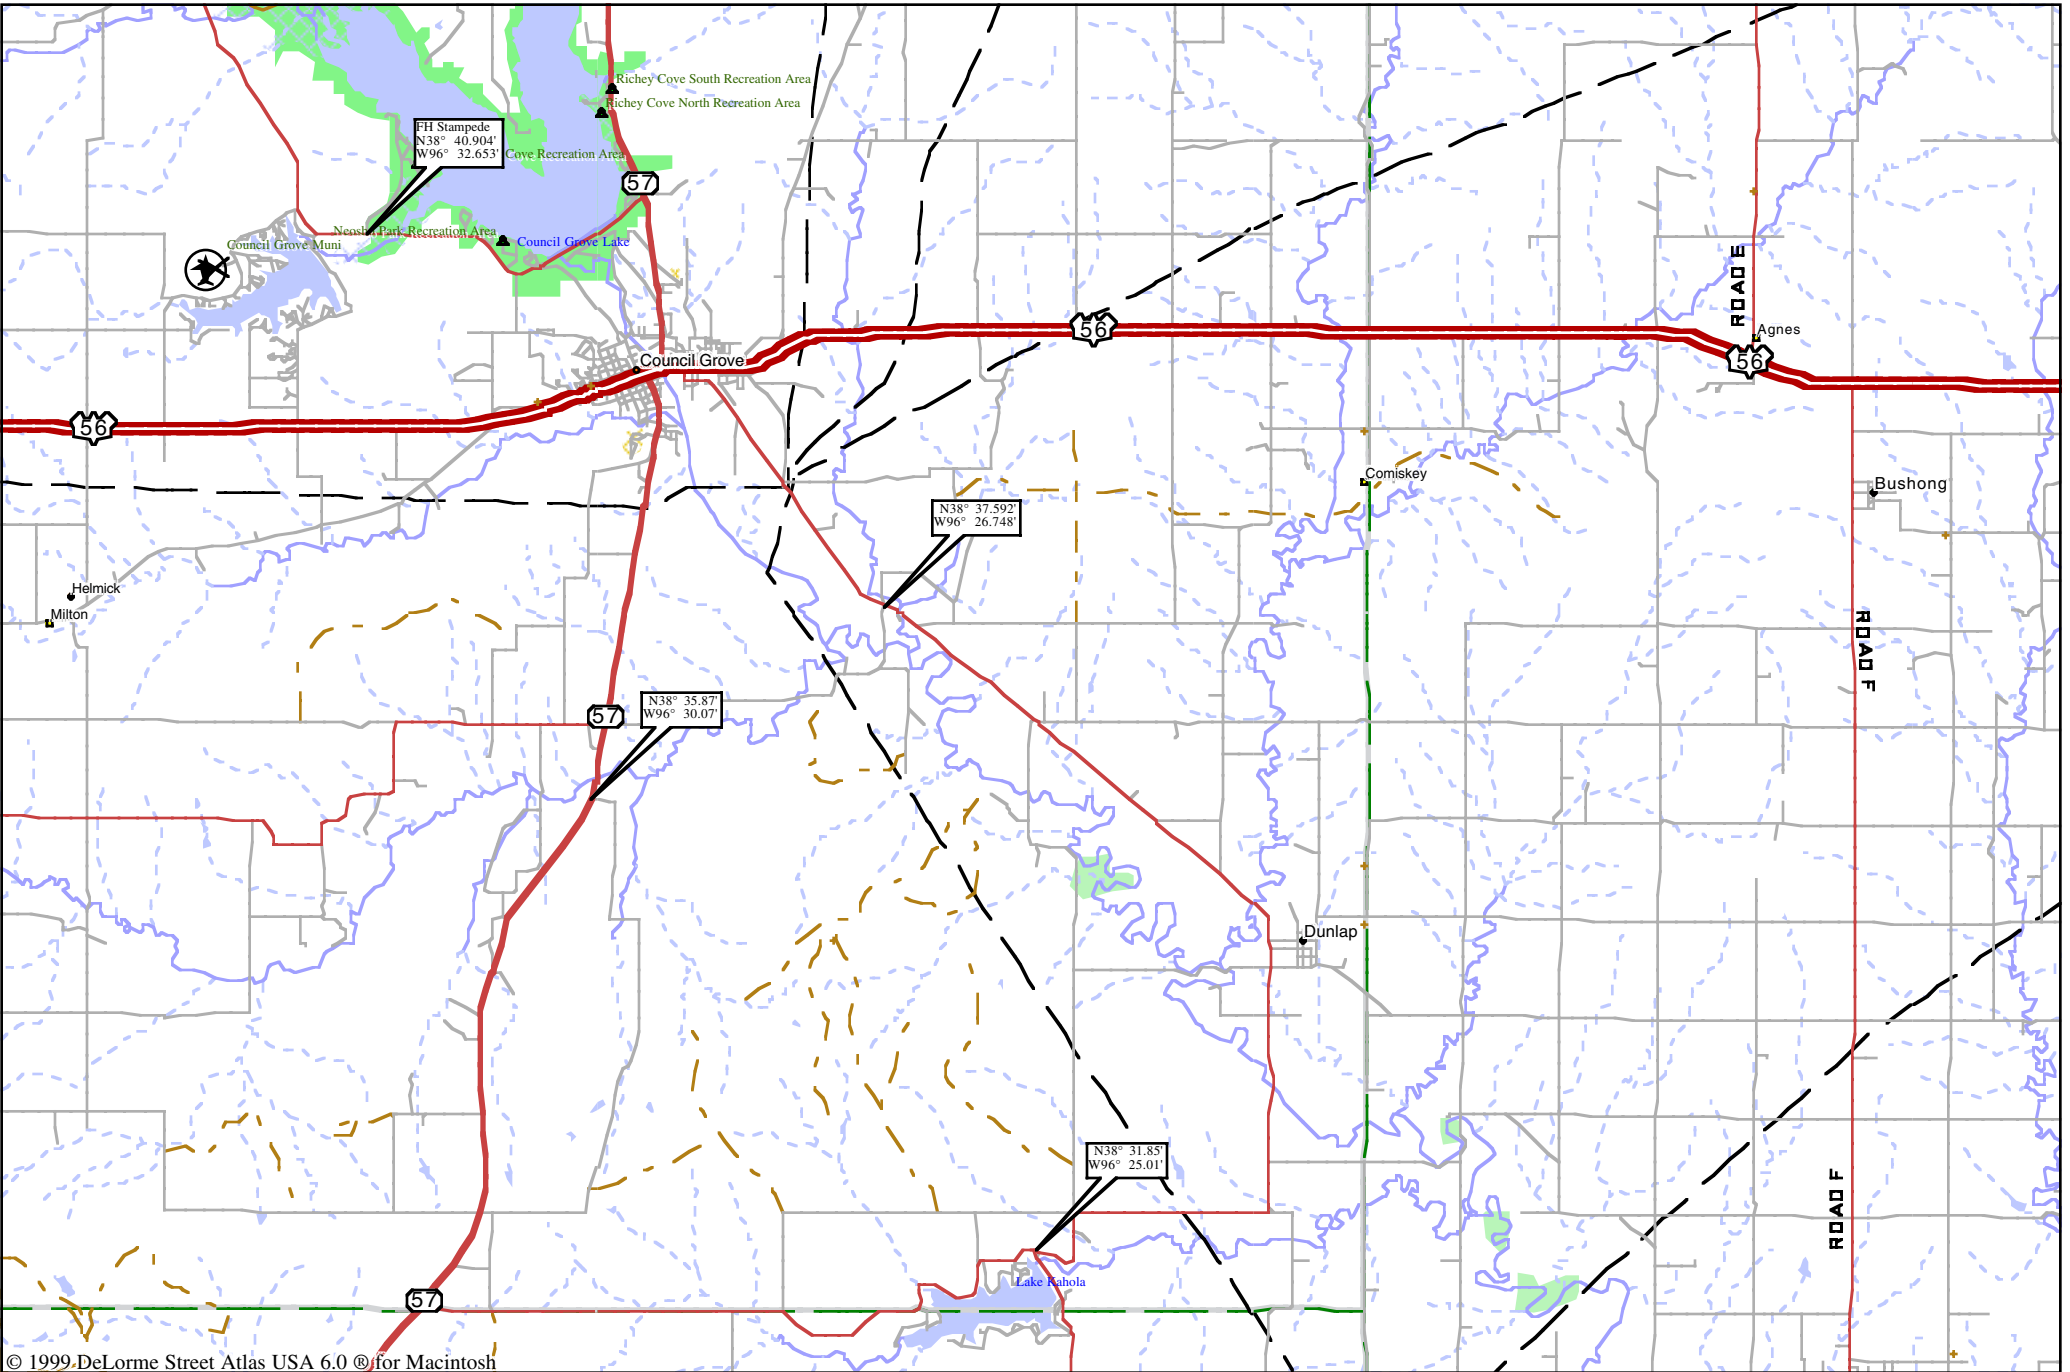 Richey Cove South Recreation Area
Richey Cove North Recreation Area
FH Stampede
N38° 40.904'
W96° 32.653'
Cove Recreation Area
57
Neosho Park Recreation Area
Council Grove Lake
Council Grove Muni
ROAD E
56
Agnes
56
Council Grove
56
Comiskey
Bushong
N38° 37.592'
W96° 26.748'
Helmick
Milton
ROAD F
N38° 35.87'
W96° 30.07'
57
Dunlap
N38° 31.85'
W96° 25.01'
ROAD F
Lake Kahola
57
© 1999 DeLorme Street Atlas USA 6.0 ® for Macintosh